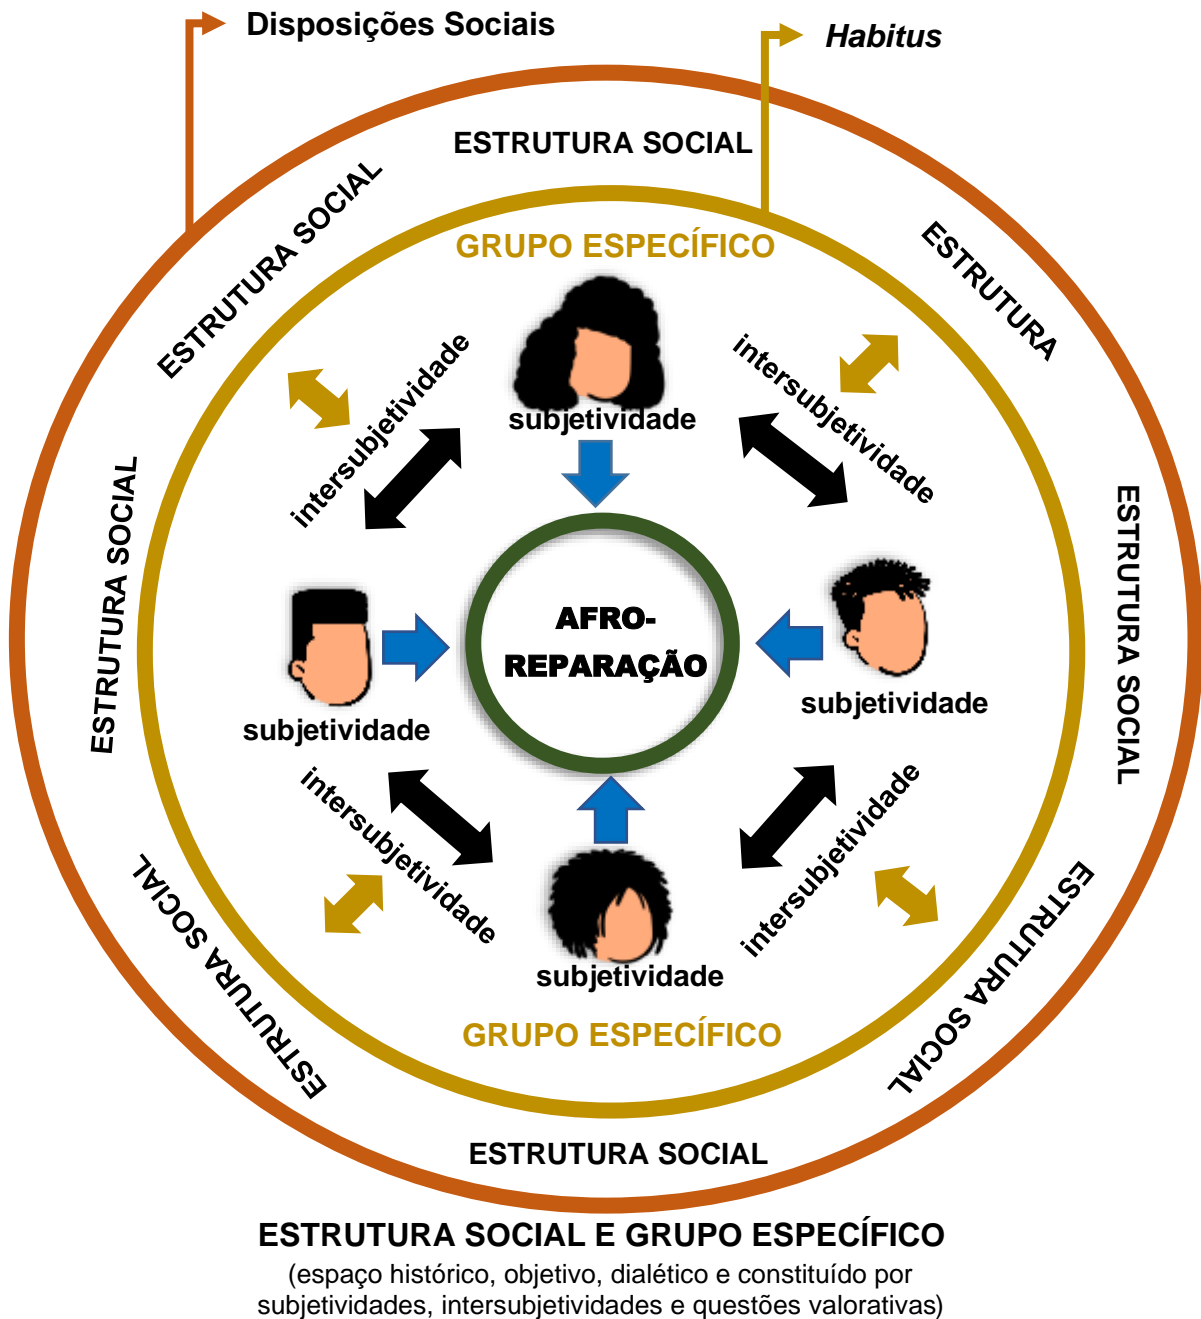 Disposições Sociais
Habitus
ESTRUTURA SOCIAL
ESTRUTURA SOCIAL
ESTRUTURA
GRUPO ESPECÍFICO
intersubjetividade
intersubjetividade
subjetividade
ESTRUTURA SOCIAL
ESTRUTURA SOCIAL
AFRO-
REPARAÇÃO
subjetividade
subjetividade
intersubjetividade
intersubjetividade
ESTRUTURA SOCIAL
ESTRUTURA SOCIAL
subjetividade
GRUPO ESPECÍFICO
ESTRUTURA SOCIAL
ESTRUTURA SOCIAL E GRUPO ESPECÍFICO
(espaço histórico, objetivo, dialético e constituído por
subjetividades, intersubjetividades e questões valorativas)